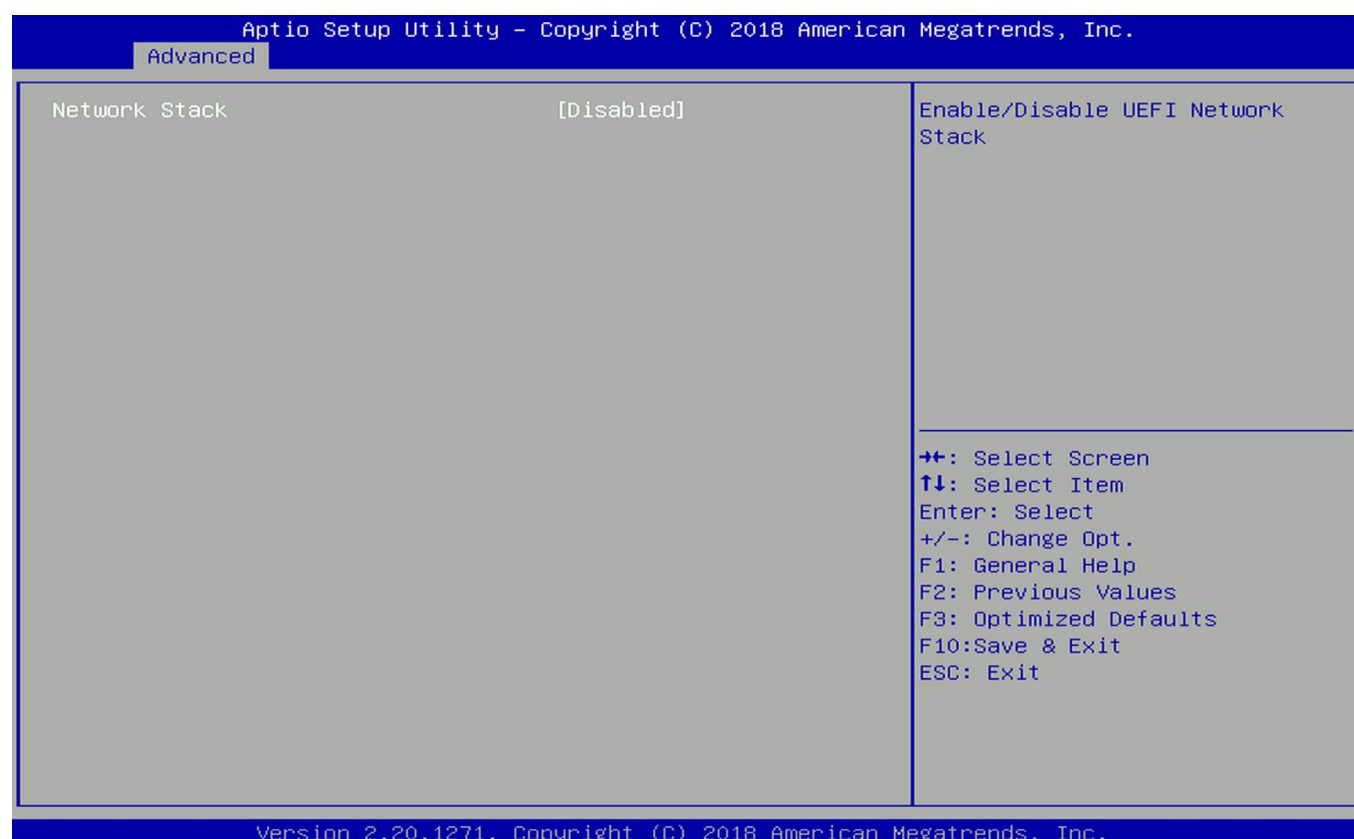 Aptio Setup Utility – Copyright (C) 2018 American Megatrends, Inc.
Advanced
Network Stack [Disabled]
Enable/Disable UEFI Network
Stack
→←: Select Screen
↑↓: Select Item
Enter: Select
+/-: Change Opt.
F1: General Help
F2: Previous Values
F3: Optimized Defaults
F10:Save & Exit
ESC: Exit
Version 2.20.1271. Copyright (C) 2018 American Megatrends, Inc.